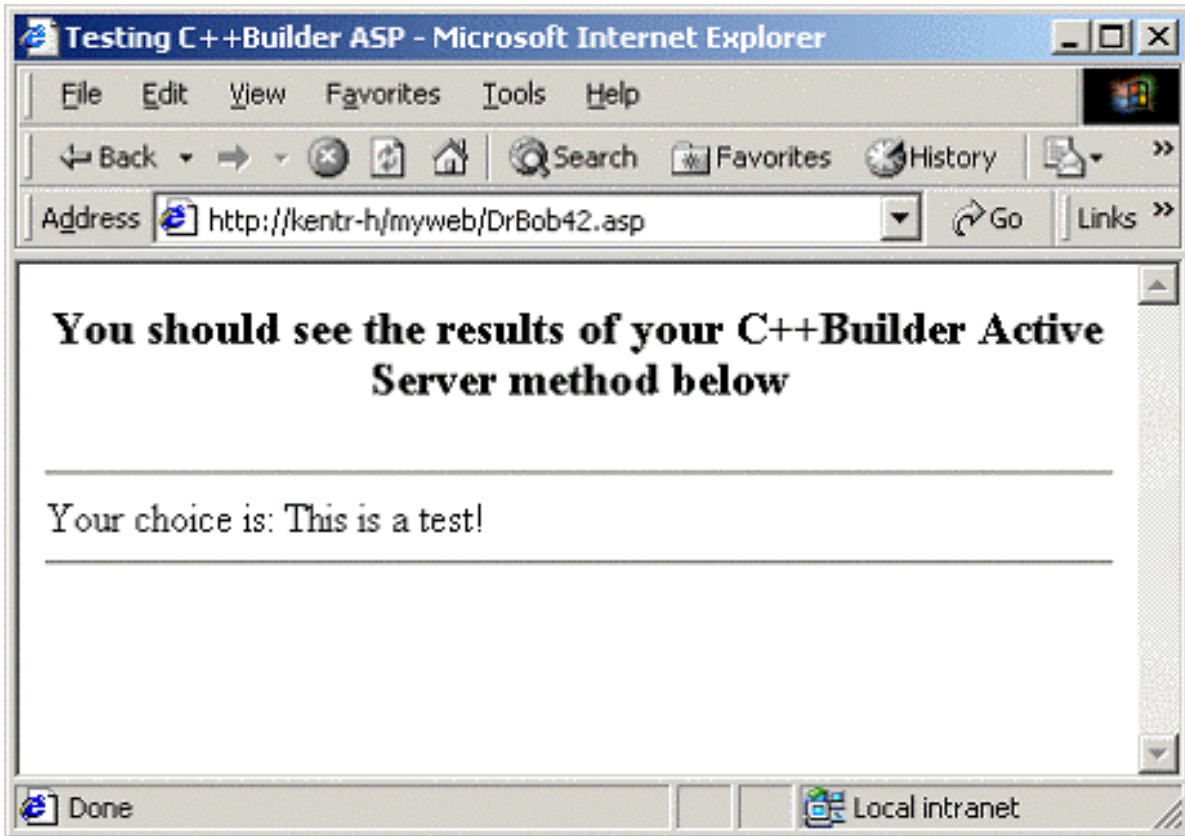 Testing C++Builder ASP - Microsoft Internet Explorer
File Edit View Favorites Tools Help
Back Search Favorites History »
Address http://kentr-h/myweb/DrBob42.asp Go Links »
You should see the results of your C++Builder Active
Server method below
Your choice is: This is a test!
Done Local intranet